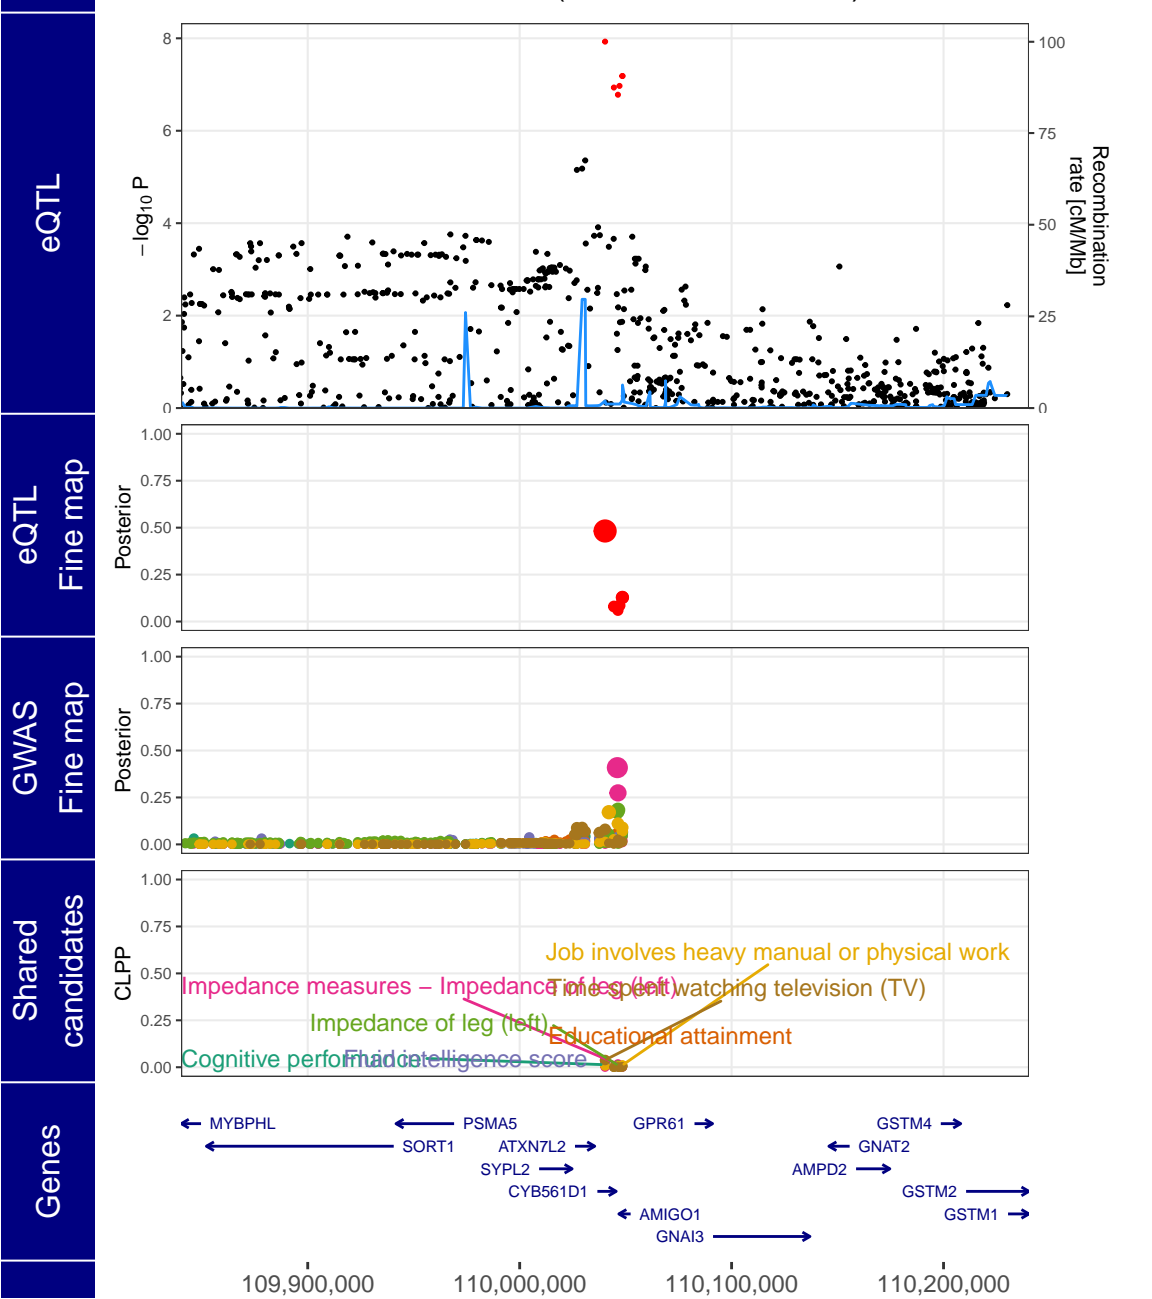 eQTL
8
6
4
2
0
– log10 P
100
75
50
25
0
Recombination
rate [cM/Mb]
eQTL
Fine map
Posterior
1.00
0.75
0.50
0.25
0.00
GWAS
Fine map
Posterior
1.00
0.75
0.50
0.25
0.00
Shared
candidates
CLPP
1.00
0.75
0.50
0.25
0.00
Job involves heavy manual or physical work
Impedance measures – Impedance of leg (left)
Time spent watching television (TV)
Impedance of leg (left)
Educational attainment
Cognitive performance
Fluid intelligence score
Genes
MYBPHL
PSMA5
GPR61
GSTM4
SORT1
ATXN7L2
GNAT2
SYPL2
AMPD2
CYB561D1
GSTM2
AMIGO1
GSTM1
GNAI3
109,900,000
110,000,000
110,100,000
110,200,000